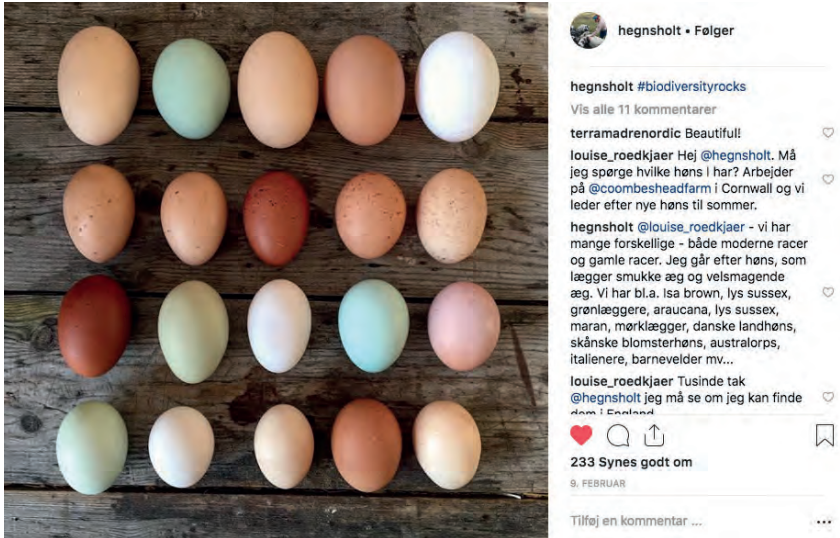 hegnsholt • Følger
hegnsholt #biodiversityrocks
Vis alle 11 kommentarer
terramadrenordic Beautiful!
louise_roedkjaer Hej @hegnsholt. Må
jeg spørge hvilke høns I har? Arbejder
på @coombesheadfarm i Cornwall og vi
leder efter nye høns til sommer.
hegnsholt @louise_roedkjaer - vi har
mange forskellige - både moderne racer
og gamle racer. Jeg går efter høns, som
lægger smukke æg og velsmagende
æg. Vi har bl.a. Isa brown, lys sussex,
grønlæggere, araucana, lys sussex,
maran, mørklægger, danske landhøns,
skånske blomsterhøns, australorps,
italienere, barnevelder mv...
louise_roedkjaer Tusinde tak
@hegnsholt jeg må se om jeg kan finde
dem i England
233 Synes godt om
9. FEBRUAR
Tilføj en kommentar ...